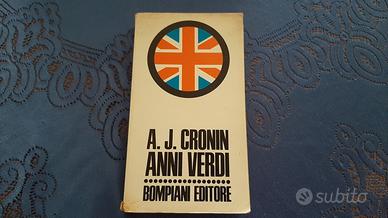 A. J. CRONIN
ANNI VERDI
BOMPIANI EDITORE
subito